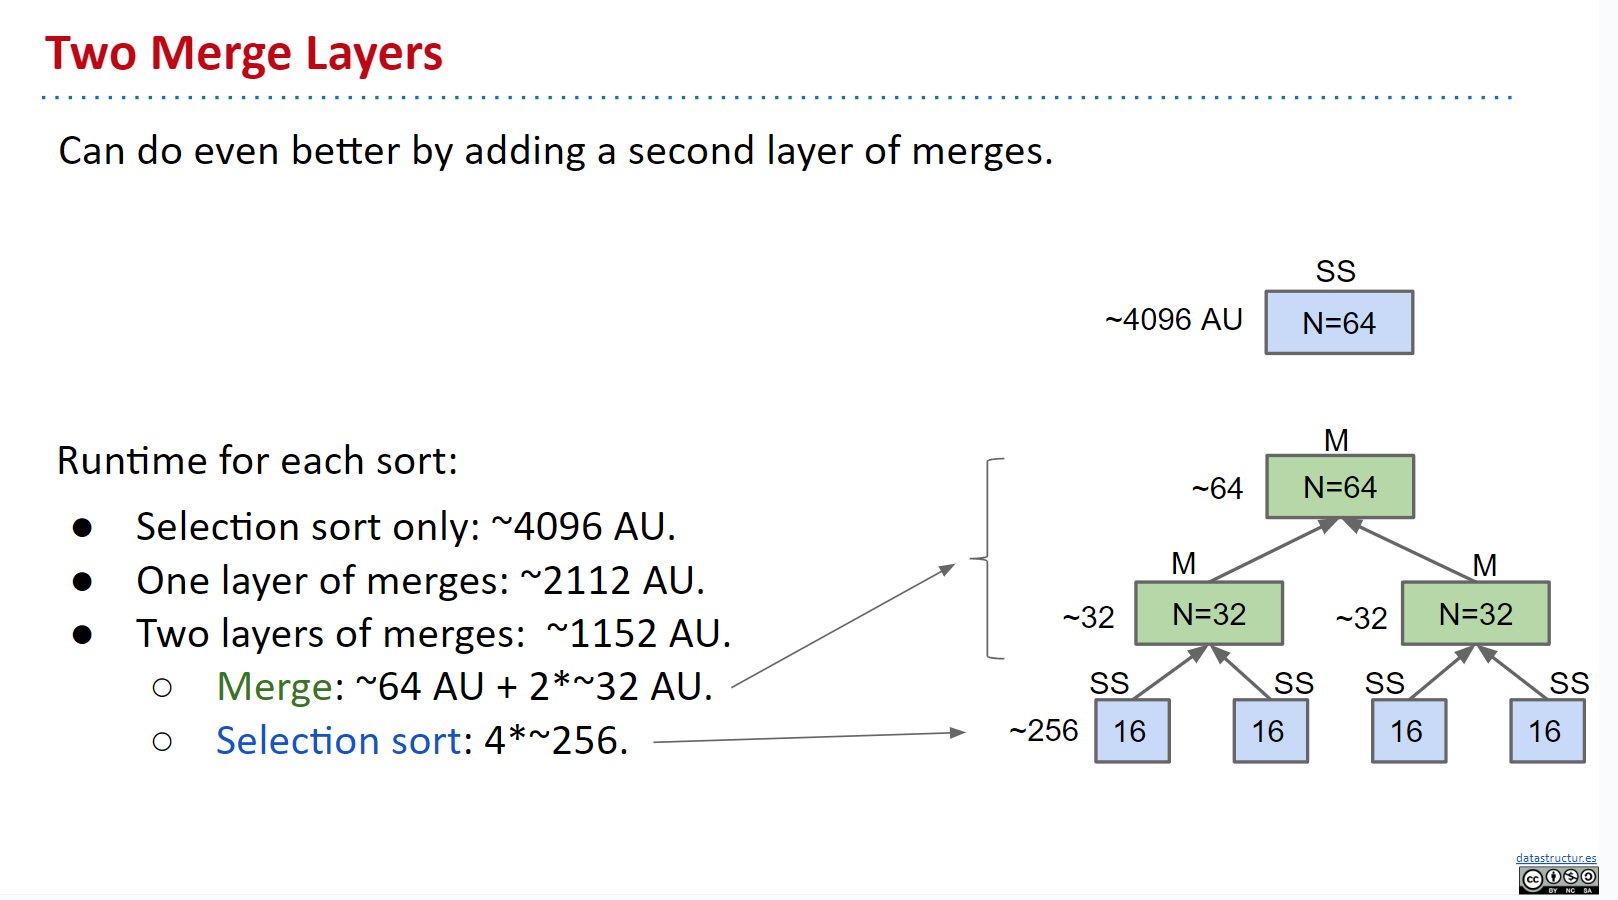 Two Merge Layers
Can do even better by adding a second layer of merges.
SS
~4096 AU
N=64
Runtime for each sort:
● Selection sort only: ~4096 AU.
● One layer of merges: ~2112 AU.
● Two layers of merges:  ~1152 AU.
○ Merge: ~64 AU + 2*~32 AU.
○ Selection sort: 4*~256.
M
~64
N=64
M
M
~32
N=32
~32
N=32
SS
SS
SS
SS
~256
16
16
16
16
datastructur.es
cc
BY NC SA